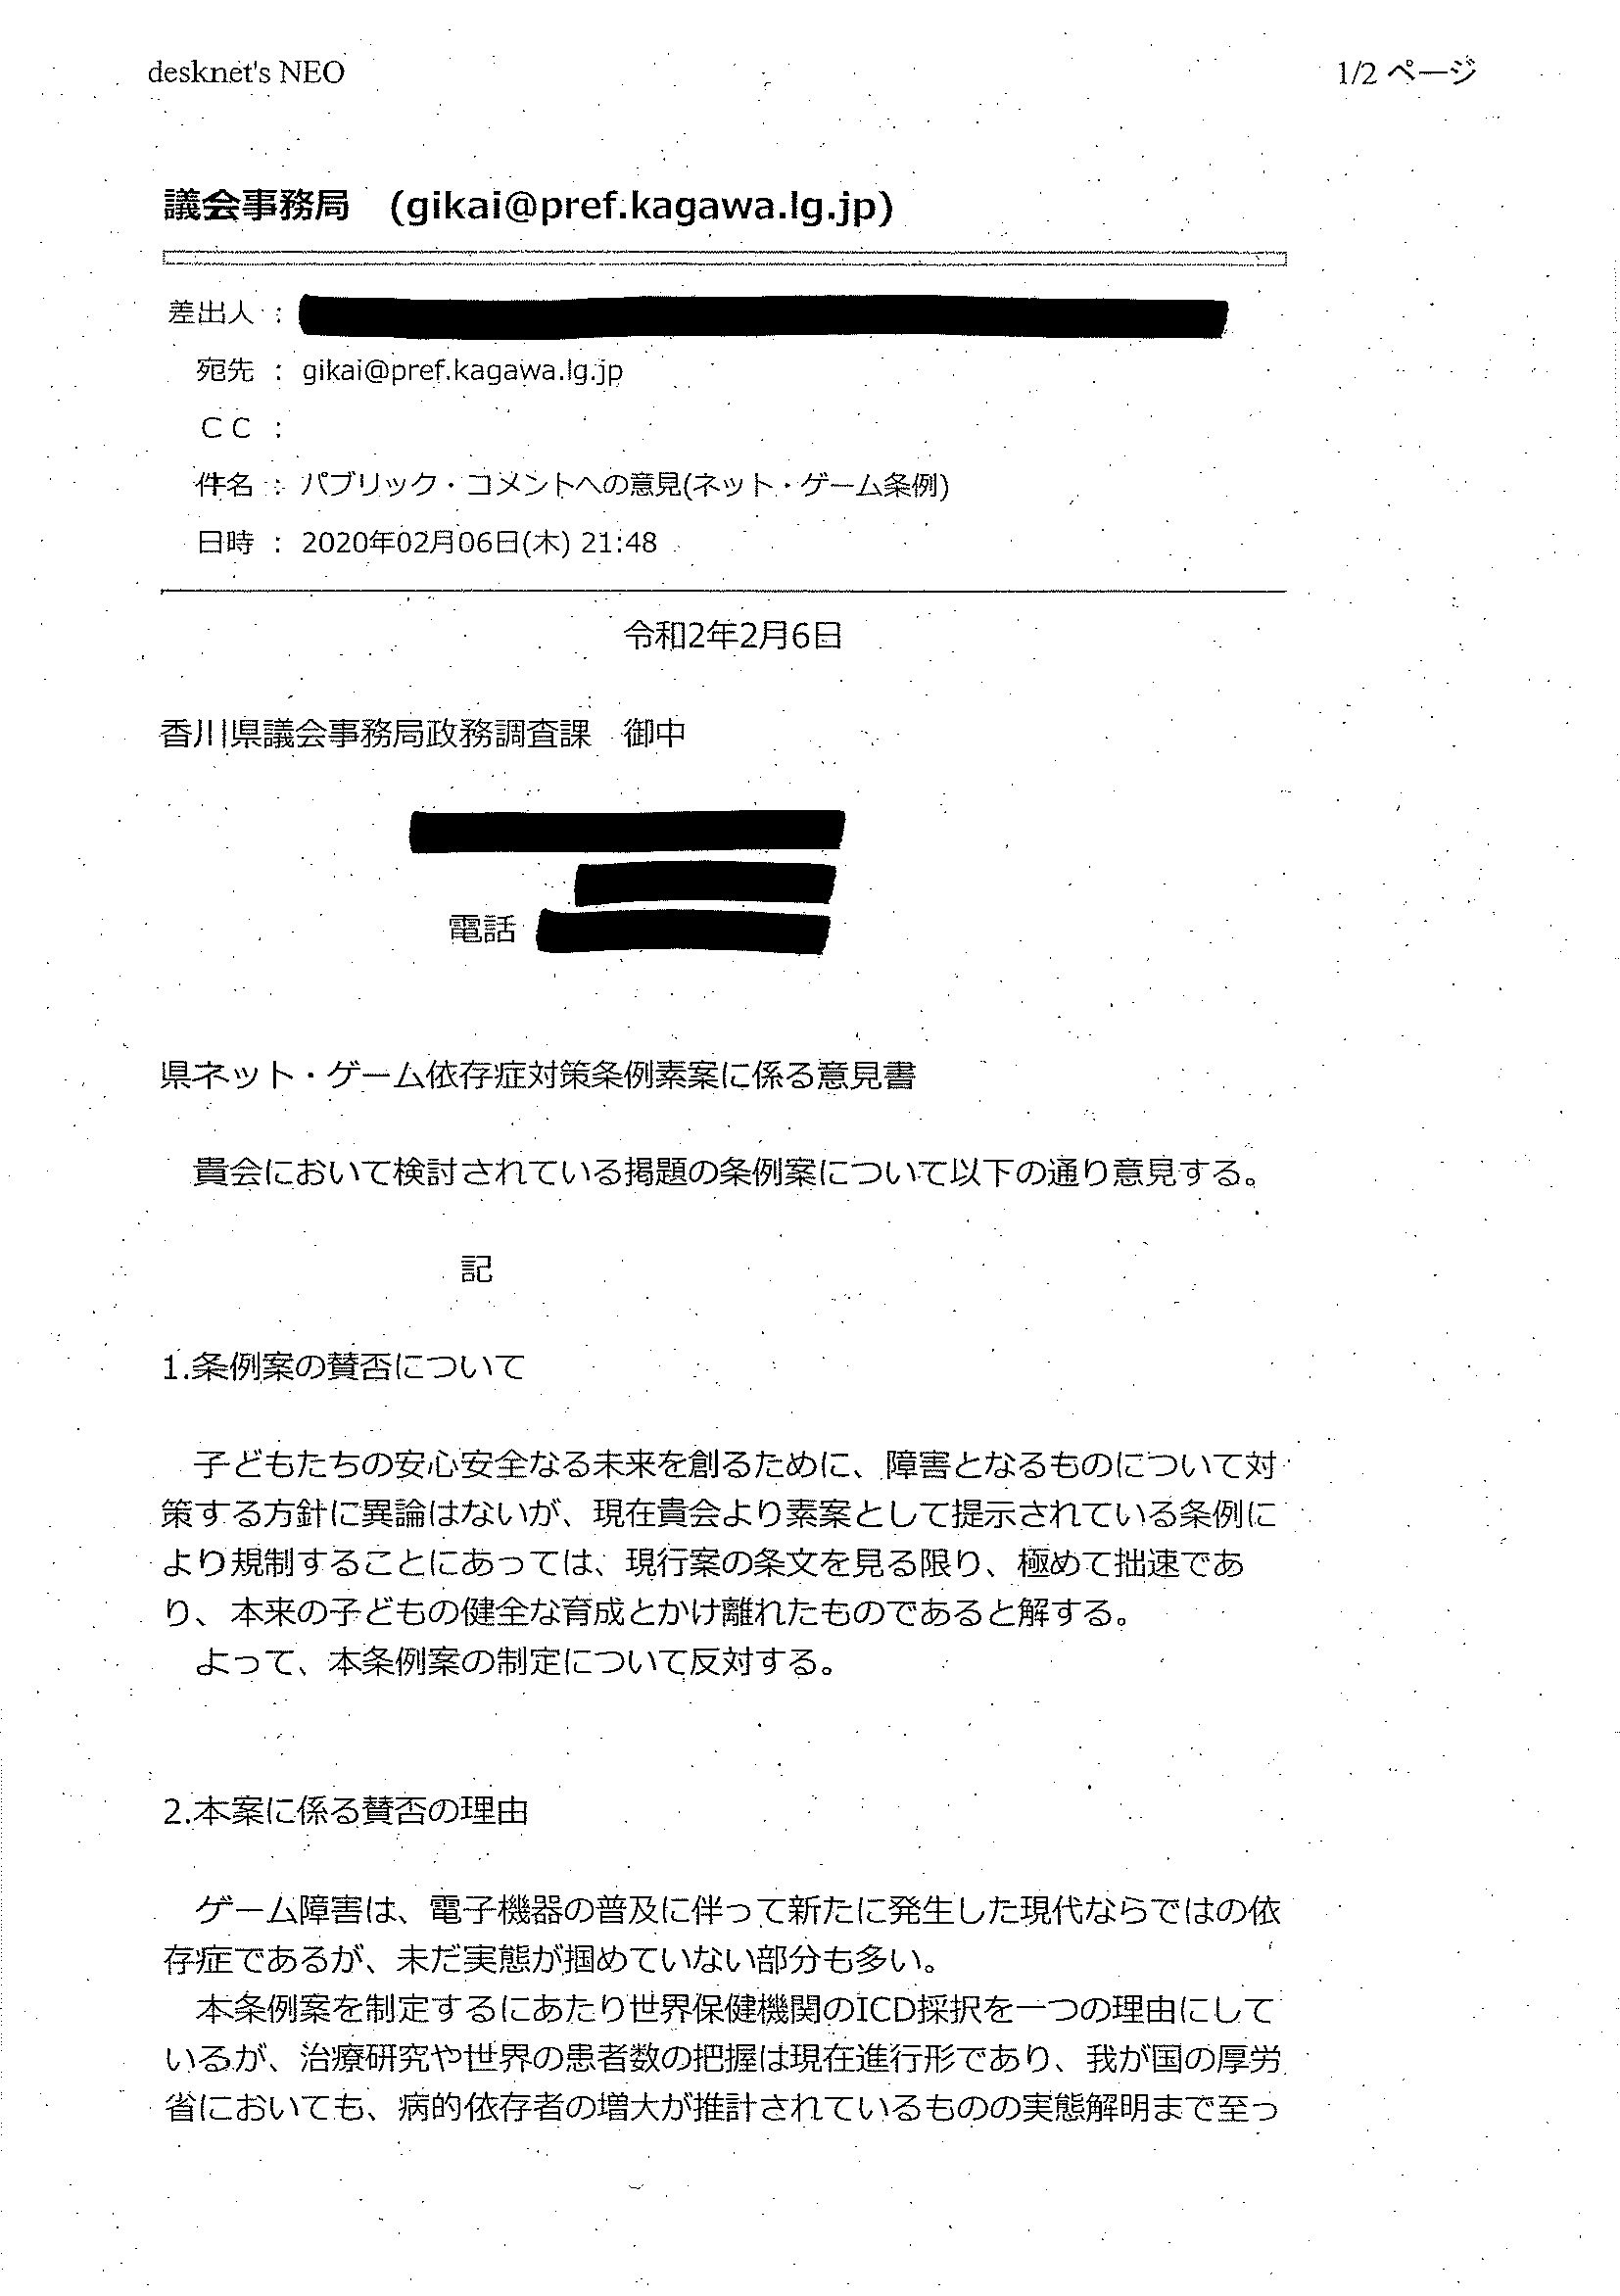 desknet's NEO
1/2 ページ
議会事務局　(gikai@pref.kagawa.lg.jp)
差出人 :
宛先 : gikai@pref.kagawa.lg.jp
ＣＣ :
件名 : パブリック・コメントへの意見(ネット・ゲーム条例)
日時 : 2020年02月06日(木) 21:48
令和2年2月6日
香川県議会事務局政務調査課　御中
電話
県ネット・ゲーム依存症対策条例素案に係る意見書
貴会において検討されている掲題の条例案について以下の通り意見する。
記
1.条例案の賛否について
子どもたちの安心安全なる未来を創るために、障害となるものについて対
策する方針に異論はないが、現在貴会より素案として提示されている条例に
より規制することにあっては、現行案の条文を見る限り、極めて拙速であ
り、本来の子どもの健全な育成とかけ離れたものであると解する。
よって、本条例案の制定について反対する。
2.本案に係る賛否の理由
ゲーム障害は、電子機器の普及に伴って新たに発生した現代ならではの依
存症であるが、未だ実態が掴めていない部分も多い。
本条例案を制定するにあたり世界保健機関のICD採択を一つの理由にして
いるが、治療研究や世界の患者数の把握は現在進行形であり、我が国の厚労
省においても、病的依存者の増大が推計されているものの実態解明まで至っ